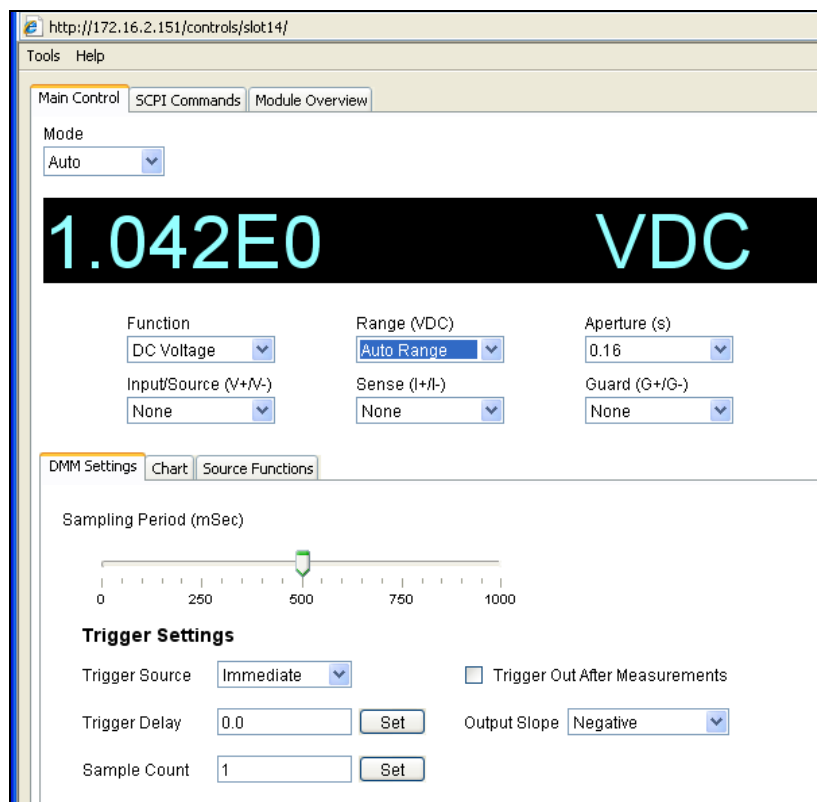 http://172.16.2.151/controls/slot14/
Tools Help
Main Control SCPI Commands Module Overview
Mode
Auto
1.042E0 VDC
Function Range (VDC) Aperture (s)
DC Voltage Auto Range 0.16
Input/Source (V+/V-) Sense (I+/I-) Guard (G+/G-)
None None None
DMM Settings Chart Source Functions
Sampling Period (mSec)
0 250 500 750 1000
Trigger Settings
Trigger Source Immediate Trigger Out After Measurements
Trigger Delay 0.0 Set Output Slope Negative
Sample Count 1 Set